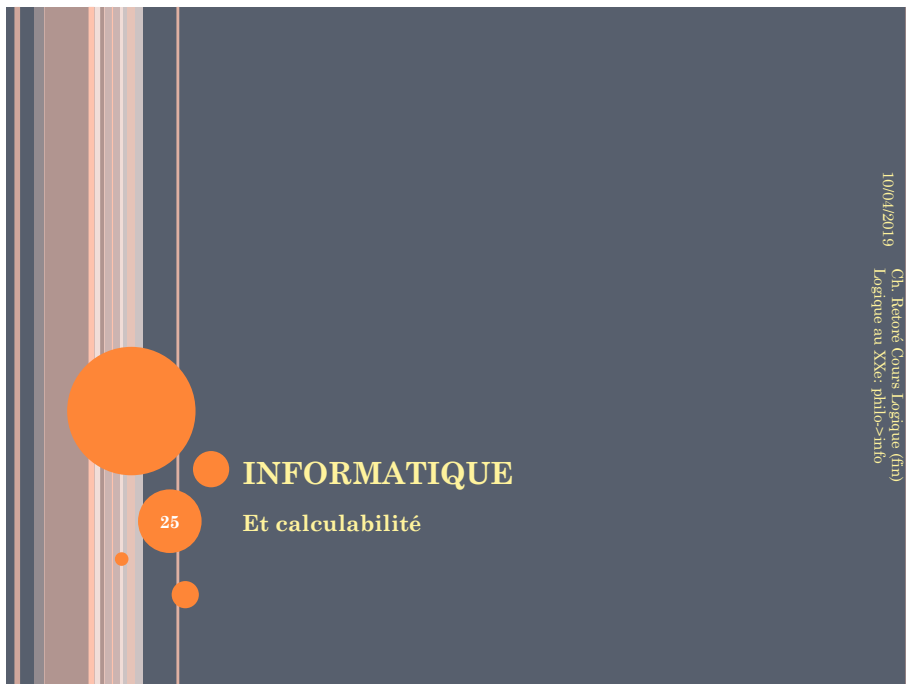 INFORMATIQUE
Et calculabilité
25
10/04/2019
Ch. Retoré Cours Logique (fin)
Logique au XXe: philo->info